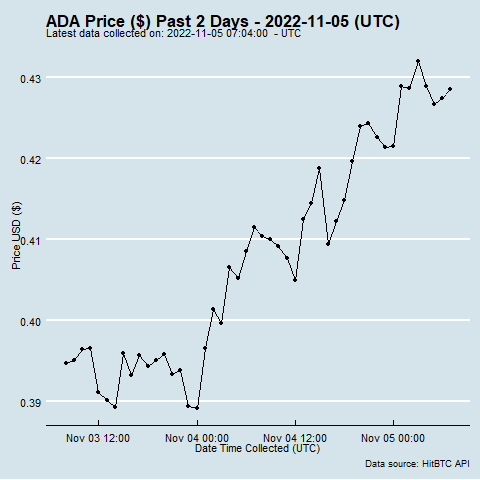 ADA Price ($) Past 2 Days - 2022-11-05 (UTC)
Latest data collected on: 2022-11-05 07:04:00  - UTC
0.43
0.42
0.41
0.40
0.39
Price USD ($)
Nov 03 12:00
Nov 04 00:00
Nov 04 12:00
Nov 05 00:00
Date Time Collected (UTC)
Data source: HitBTC API